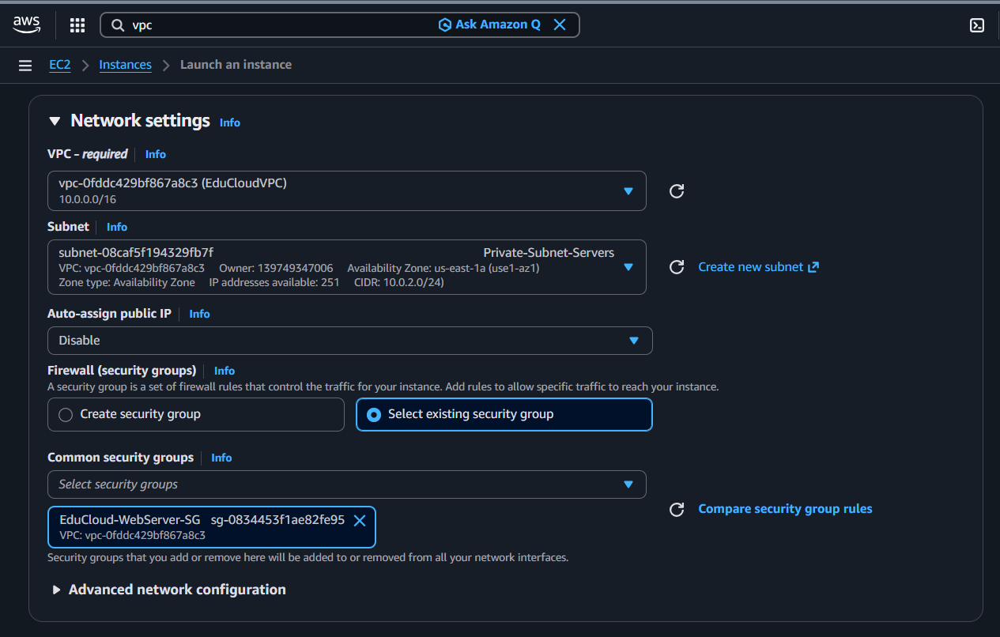 aws
vpc
Ask Amazon Q
EC2 Instances Launch an instance
Network settings Info
VPC – required Info
vpc-0fddc429bf867a8c3 (EduCloudVPC)
10.0.0.0/16
Subnet Info
subnet-08caf5f194329fb7f Private-Subnet-Servers
VPC: vpc-0fddc429bf867a8c3 Owner: 139749347006 Availability Zone: us-east-1a (use1-az1)
Zone type: Availability Zone IP addresses available: 251 CIDR: 10.0.2.0/24)
Create new subnet
Auto-assign public IP Info
Disable
Firewall (security groups) Info
A security group is a set of firewall rules that control the traffic for your instance. Add rules to allow specific traffic to reach your instance.
Create security group
Select existing security group
Common security groups Info
Select security groups
EduCloud-WebServer-SG sg-0834453f1ae82fe95
VPC: vpc-0fddc429bf867a8c3
Compare security group rules
Security groups that you add or remove here will be added to or removed from all your network interfaces.
Advanced network configuration